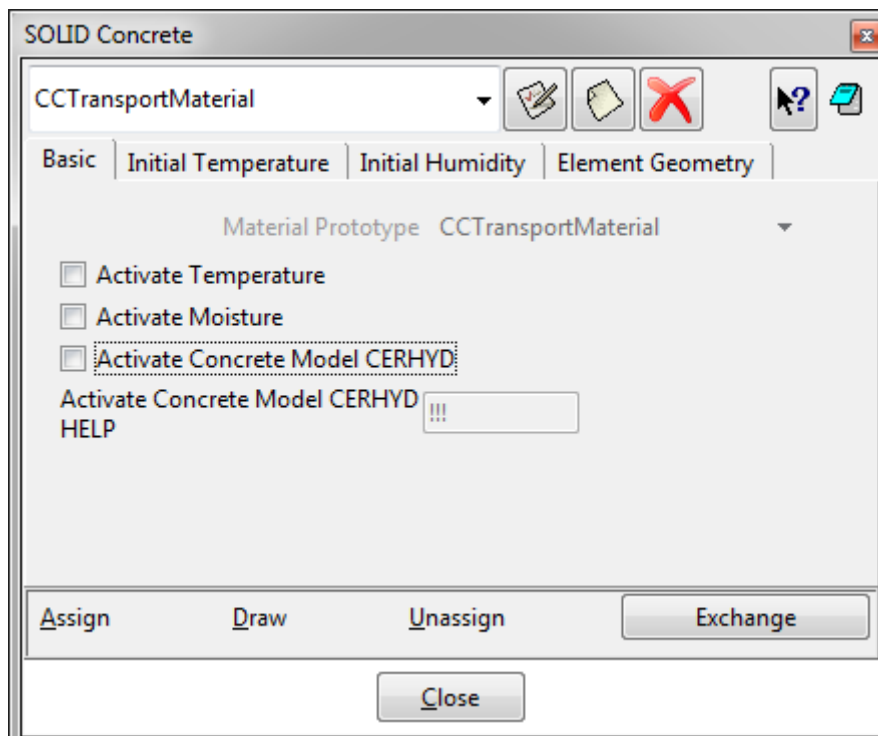 SOLID Concrete
CCTransportMaterial
Basic Initial Temperature Initial Humidity Element Geometry
Material Prototype CCTransportMaterial
Activate Temperature
Activate Moisture
Activate Concrete Model CERHYD
Activate Concrete Model CERHYD
HELP !!!
Assign Draw Unassign Exchange
Close